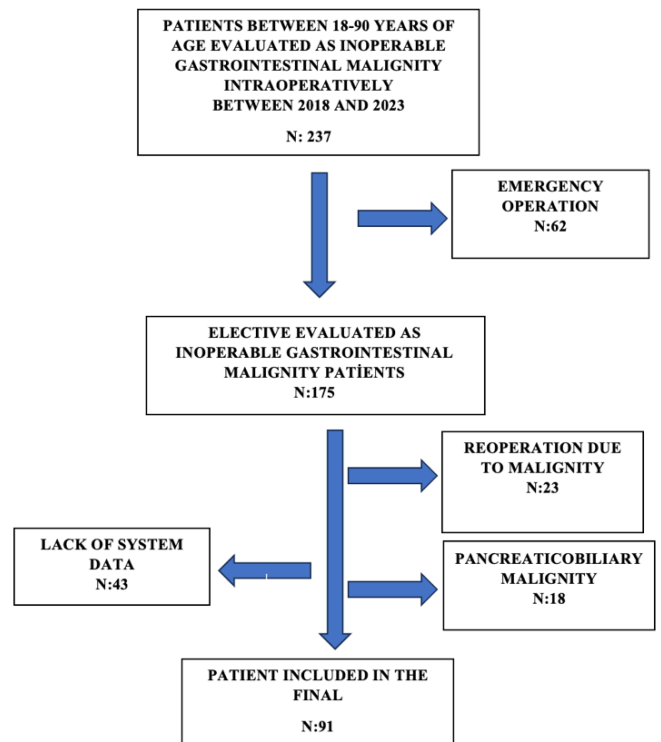 PATIENTS BETWEEN 18-90 YEARS OF
AGE EVALUATED AS INOPERABLE
GASTROINTESTINAL MALIGNITY
INTRAOPERATIVELY
BETWEEN 2018 AND 2023
N: 237
EMERGENCY
OPERATION
N:62
ELECTIVE EVALUATED AS
INOPERABLE GASTROINTESTINAL
MALIGNITY PATİENTS
N:175
REOPERATION DUE
TO MALIGNITY
N:23
LACK OF SYSTEM
DATA
N:43
PANCREATICOBILIARY
MALIGNITY
N:18
PATIENT INCLUDED IN THE
FINAL
N:91